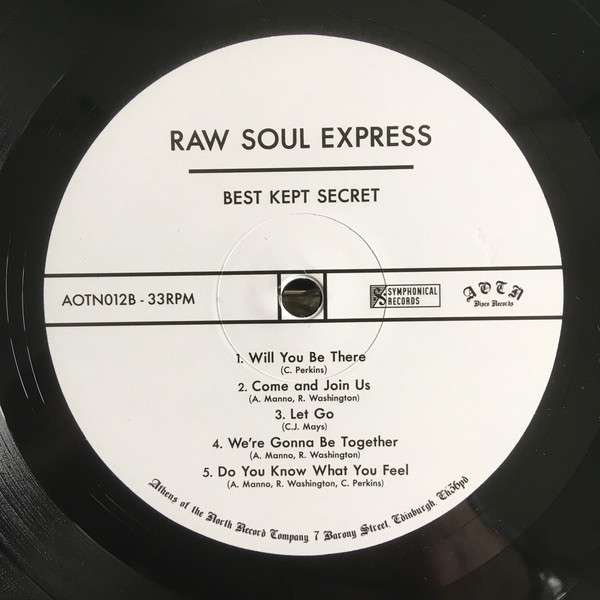 RAW SOUL EXPRESS
BEST KEPT SECRET
AOTN012B - 33RPM
SYMPHONICAL
RECORDS
AOTN
Disco Records
1. Will You Be There
(C. Perkins)
2. Come and Join Us
(A. Manno, R. Washington)
3. Let Go
(C.J. Mays)
4. We're Gonna Be Together
(A. Manno, R. Washington)
5. Do You Know What You Feel
(A. Manno, R. Washington, C. Perkins)
Athens of the North Record Company, 7 Barony Street, Edinburgh,